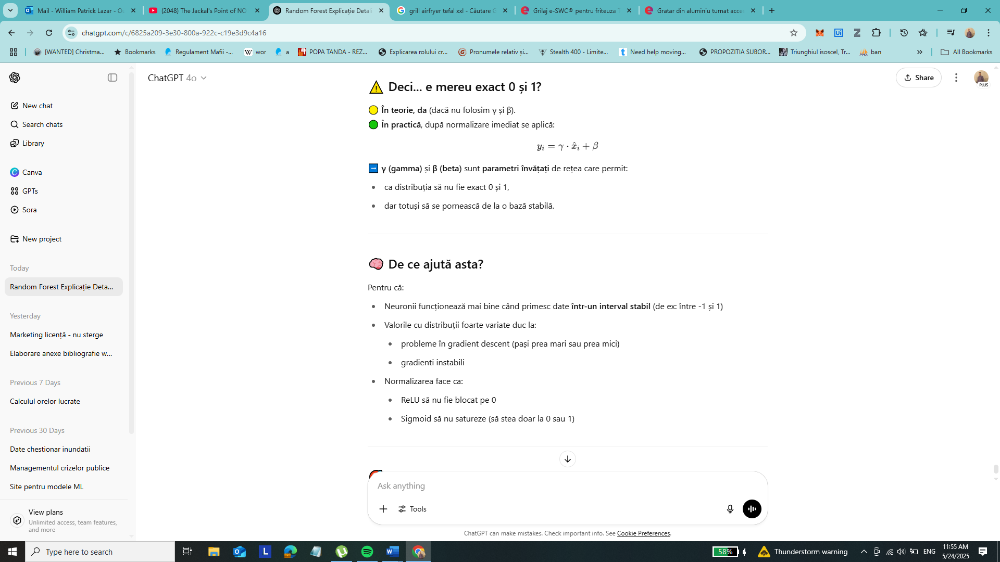 Mail - William Patrick Lazar - Ou
(2048) The Jackal's Point of NO
Random Forest Explicație Detali
grill airfryer tefal xxl - Căutare G
Grilaj e-SWC® pentru friteuza T
Gratar din aluminiu turnat acce
chatgpt.com/c/6825a209-3e30-800a-922c-c19e3d9c4a16
[WANTED] Christma...
Bookmarks
Regulament Mafii -...
wor
a
POPA TANDA - REZ...
Explicarea rolului cr...
Pronumele relativ și...
Stealth 400 - Limite...
Need help moving...
PROPOZITIA SUBOR...
Triunghiul isoscel, Tr...
ban
All Bookmarks
ChatGPT 4o
Share
PLUS
New chat
Search chats
Library
Canva
GPTs
Sora
New project
Today
Random Forest Explicație Deta...
Yesterday
Marketing licență - nu sterge
Elaborare anexe bibliografie w...
Previous 7 Days
Calculul orelor lucrate
Previous 30 Days
Date chestionar inundatii
Managementul crizelor publice
Site pentru modele ML
View plans
Unlimited access, team features,
and more
Deci... e mereu exact 0 și 1?
În teorie, da (dacă nu folosim γ și β).
În practică, după normalizare imediat se aplică:
yᵢ = γ · x̂ᵢ + β
γ (gamma) și β (beta) sunt parametri învățați de rețea care permit:
• ca distribuția să nu fie exact 0 și 1,
• dar totuși să se pornească de la o bază stabilă.
De ce ajută asta?
Pentru că:
• Neuronii funcționează mai bine când primesc date într-un interval stabil (de ex: între -1 și 1)
• Valorile cu distribuții foarte variate duc la:
• probleme în gradient descent (pași prea mari sau prea mici)
• gradienti instabili
• Normalizarea face ca:
• ReLU să nu fie blocat pe 0
• Sigmoid să nu satureze (să stea doar la 0 sau 1)
Ask anything
Tools
ChatGPT can make mistakes. Check important info. See Cookie Preferences.
Type here to search
58%
Thunderstorm warning
ENG
11:55 AM
5/24/2025